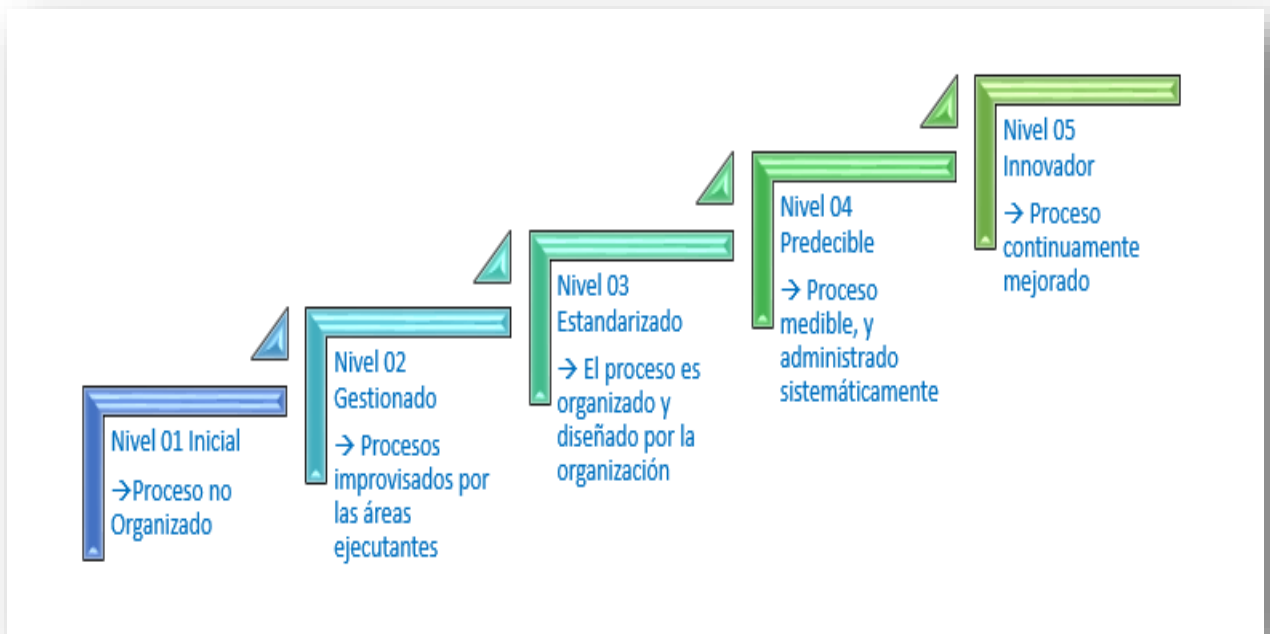 Nivel 01 Inicial
→Proceso no
Organizado
Nivel 02
Gestionado
→ Procesos
improvisados por
las áreas
ejecutantes
Nivel 03
Estandarizado
→ El proceso es
organizado y
diseñado por la
organización
Nivel 04
Predecible
→ Proceso
medible, y
administrado
sistemáticamente
Nivel 05
Innovador
→ Proceso
continuamente
mejorado